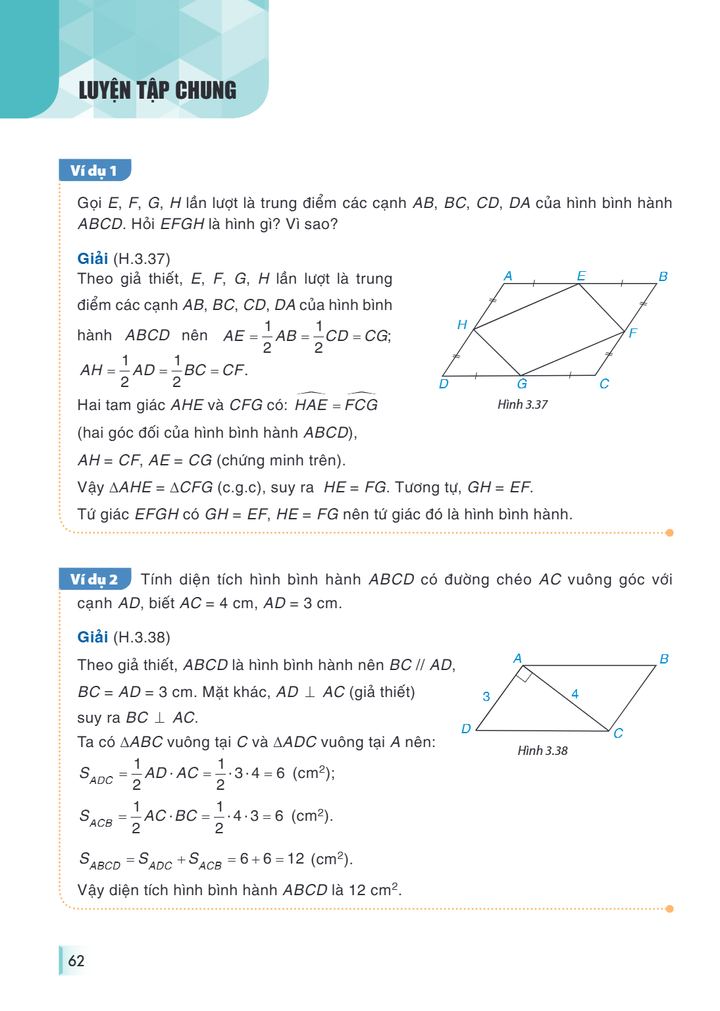 LUYỆN TẬP CHUNG
Ví dụ 1
Gọi E, F, G, H lần lượt là trung điểm các cạnh AB, BC, CD, DA của hình bình hành
ABCD. Hỏi EFGH là hình gì? Vì sao?
Giải (H.3.37)
Theo giả thiết, E, F, G, H lần lượt là trung
điểm các cạnh AB, BC, CD, DA của hình bình
hành ABCD nên AE = 1/2 AB = 1/2 CD = CG;
AH = 1/2 AD = 1/2 BC = CF.
Hai tam giác AHE và CFG có: HAE = FCG
(hai góc đối của hình bình hành ABCD),
AH = CF, AE = CG (chứng minh trên).
Vậy ∆AHE = ∆CFG (c.g.c), suy ra HE = FG. Tương tự, GH = EF.
Tứ giác EFGH có GH = EF, HE = FG nên tứ giác đó là hình bình hành.
A E B
H F
D G C
Hình 3.37
Ví dụ 2 Tính diện tích hình bình hành ABCD có đường chéo AC vuông góc với
cạnh AD, biết AC = 4 cm, AD = 3 cm.
Giải (H.3.38)
Theo giả thiết, ABCD là hình bình hành nên BC // AD,
BC = AD = 3 cm. Mặt khác, AD ⊥ AC (giả thiết)
suy ra BC ⊥ AC.
Ta có ∆ABC vuông tại C và ∆ADC vuông tại A nên:
S_ADC = 1/2 AD · AC = 1/2 · 3 · 4 = 6 (cm²);
S_ACB = 1/2 AC · BC = 1/2 · 4 · 3 = 6 (cm²).
S_ABCD = S_ADC + S_ACB = 6 + 6 = 12 (cm²).
Vậy diện tích hình bình hành ABCD là 12 cm².
A B
3 4
D C
Hình 3.38
62